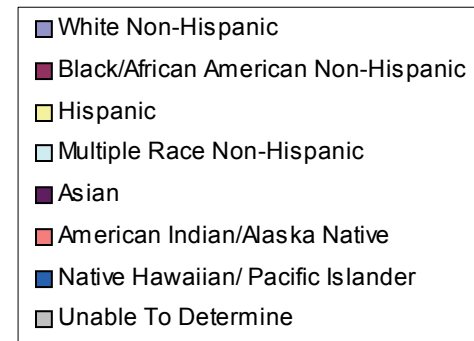 White Non-Hispanic
Black/African American Non-Hispanic
Hispanic
Multiple Race Non-Hispanic
Asian
American Indian/Alaska Native
Native Hawaiian/ Pacific Islander
Unable To Determine